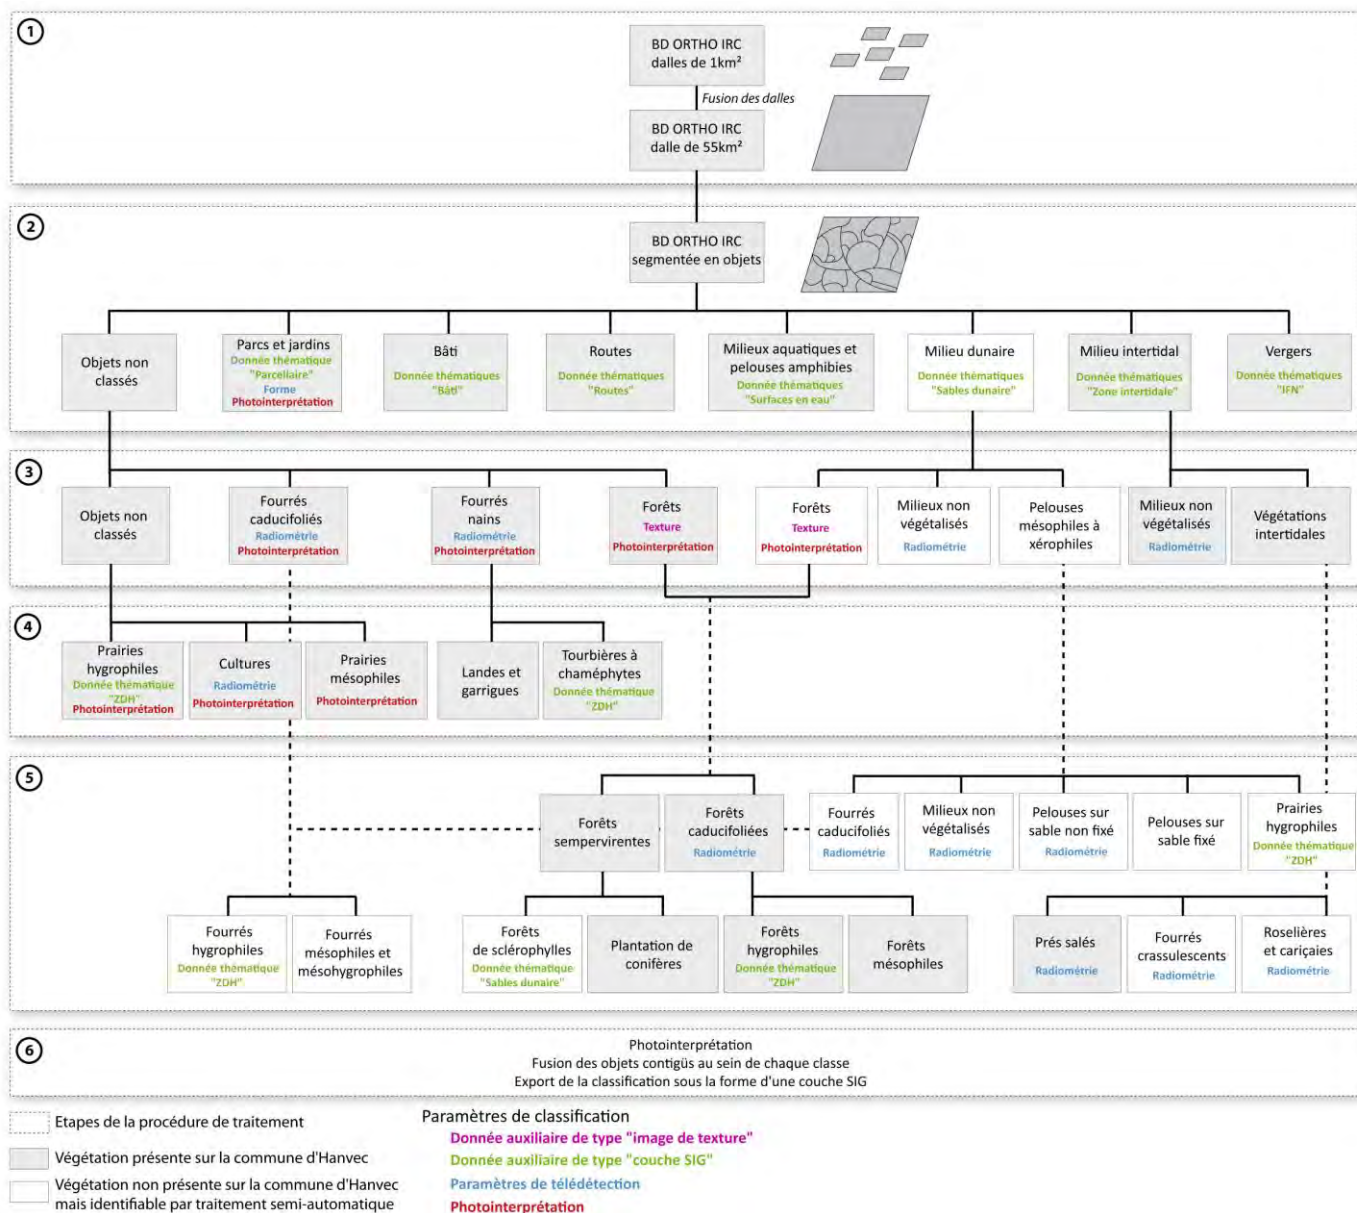 1
BD ORTHO IRC
dalles de 1km²
Fusion des dalles
BD ORTHO IRC
dalle de 55km²
2
BD ORTHO IRC
segmentée en objets
Objets non
classés
Parcs et jardins
Donnée thématique
"Parcellaire"
Forme
Photointerprétation
Bâti
Donnée thématiques
"Bâti"
Routes
Donnée thématiques
"Routes"
Milieux aquatiques et
pelouses amphibies
Donnée thématiques
"Surfaces en eau"
Milieu dunaire
Donnée thématiques
"Sables dunaire"
Milieu intertidal
Donnée thématiques
"Zone intertidale"
Vergers
Donnée thématiques
"IFN"
3
Objets non
classés
Fourrés
caducifoliés
Radiométrie
Photointerprétation
Fourrés
nains
Radiométrie
Photointerprétation
Forêts
Texture
Photointerprétation
Forêts
Texture
Photointerprétation
Milieux non
végétalisés
Radiométrie
Pelouses
mésophiles à
xérophiles
Milieux non
végétalisés
Radiométrie
Végétations
intertidales
4
Prairies
hygrophiles
Donnée thématique
"ZDH"
Photointerprétation
Cultures
Radiométrie
Photointerprétation
Prairies
mésophiles
Photointerprétation
Landes et
garrigues
Tourbières à
chaméphytes
Donnée thématique
"ZDH"
5
Forêts
sempervirentes
Forêts
caducifoliées
Radiométrie
Fourrés
caducifoliés
Radiométrie
Milieux non
végétalisés
Radiométrie
Pelouses sur
sable non fixé
Radiométrie
Pelouses sur
sable fixé
Prairies
hygrophiles
Donnée thématique
"ZDH"
Fourrés
hygrophiles
Donnée thématique
"ZDH"
Fourrés
mésophiles et
mésohygrophiles
Forêts
de sclérophylles
Donnée thématique
"Sables dunaire"
Plantation de
conifères
Forêts
hygrophiles
Donnée thématique
"ZDH"
Forêts
mésophiles
Prés salés
Radiométrie
Fourrés
crassulescents
Radiométrie
Roselières
et cariçaies
Radiométrie
6
Photointerprétation
Fusion des objets contigüs au sein de chaque classe
Export de la classification sous la forme d'une couche SIG
Etapes de la procédure de traitement
Végétation présente sur la commune d'Hanvec
Végétation non présente sur la commune d'Hanvec
mais identifiable par traitement semi-automatique
Paramètres de classification
Donnée auxiliaire de type "image de texture"
Donnée auxiliaire de type "couche SIG"
Paramètres de télédétection
Photointerprétation